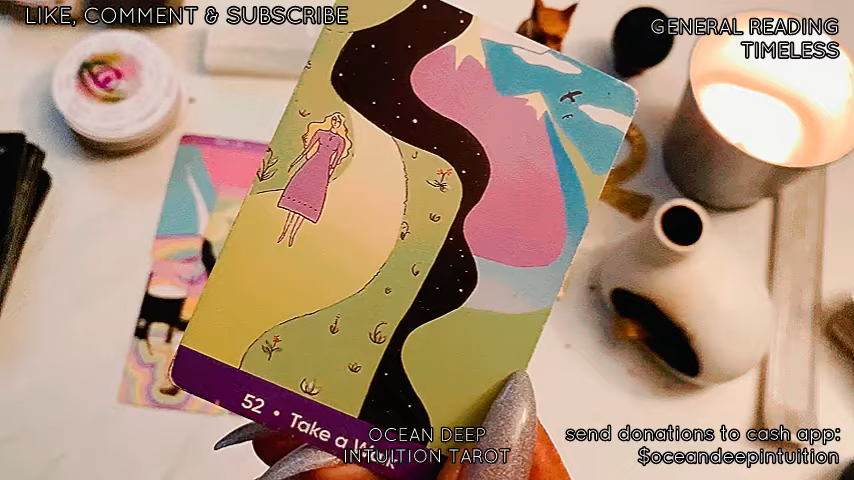 LIKE, COMMENT & SUBSCRIBE
GENERAL READING
TIMELESS
52 • Take a
OCEAN DEEP
INTUITION TAROT
send donations to cash app:
$oceandeepintuition